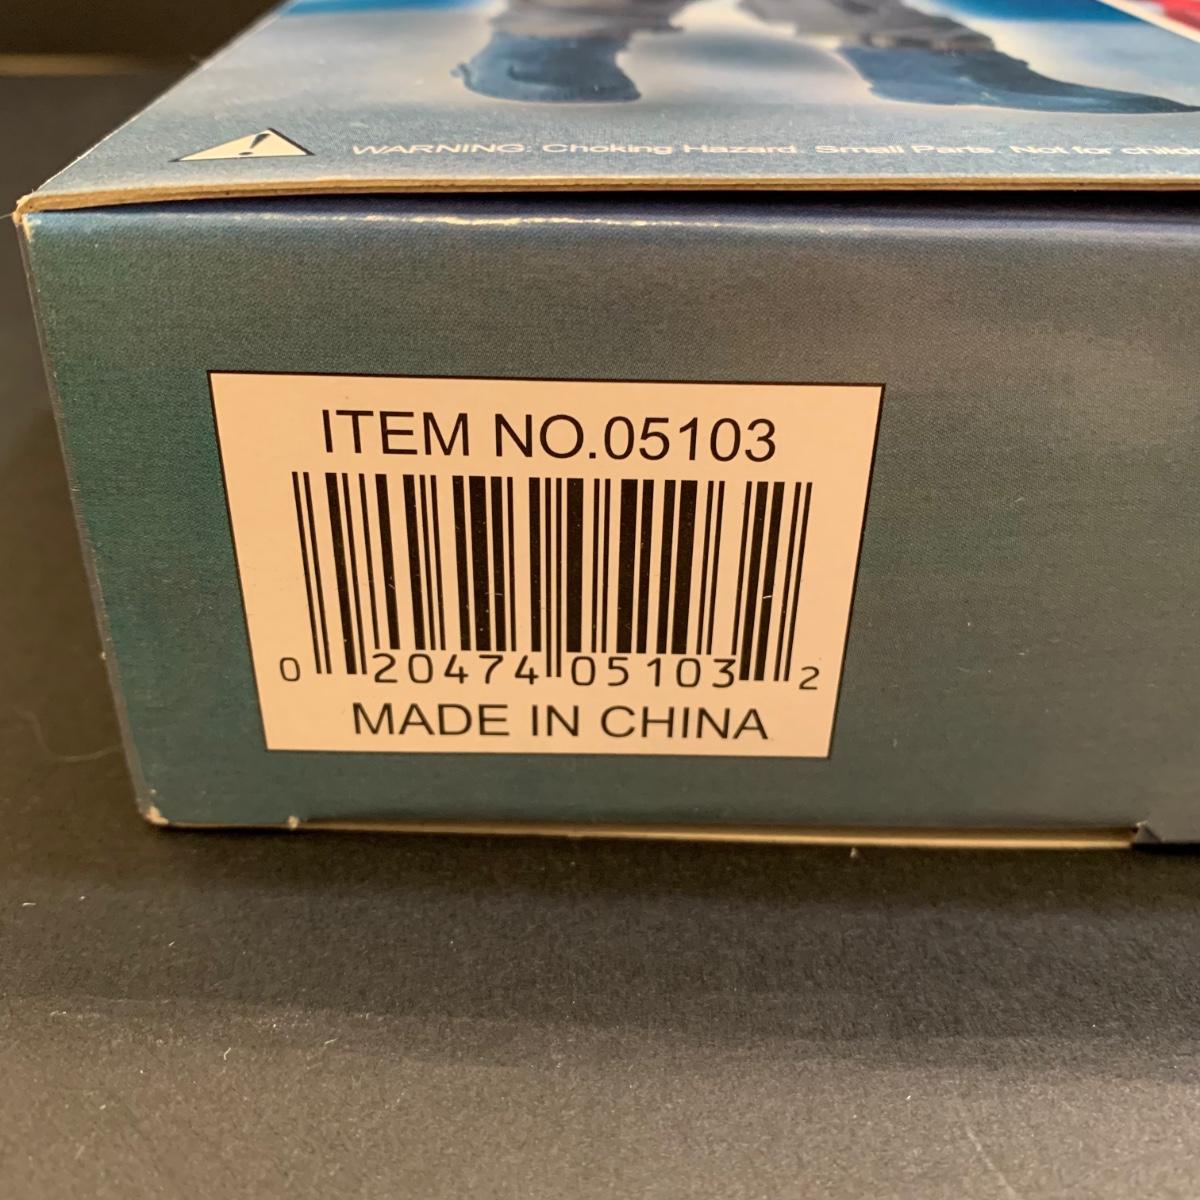 WARNING: Choking Hazard. Small Parts. Not for
ITEM NO.05103
0 20474 05103 2
MADE IN CHINA